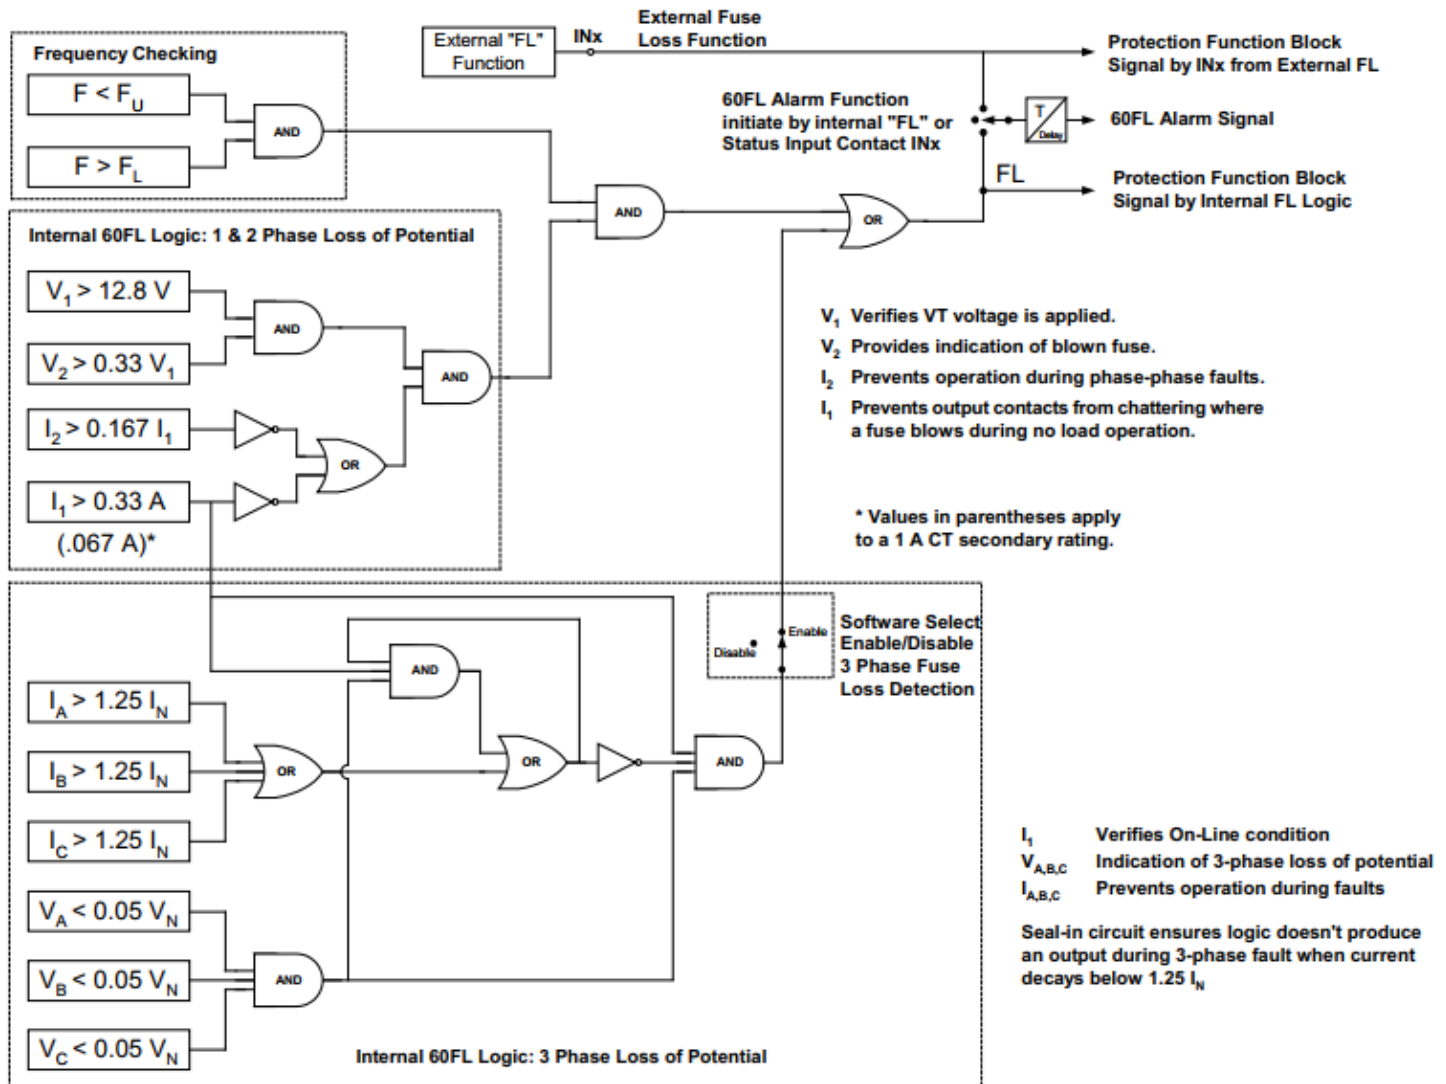 External "FL"
Function
INx
External Fuse
Loss Function
Protection Function Block
Signal by INx from External FL
Frequency Checking
F < FU
AND
F > FL
60FL Alarm Function
initiate by internal "FL" or
Status Input Contact INx
T
Delay
60FL Alarm Signal
FL
Protection Function Block
Signal by Internal FL Logic
AND
OR
Internal 60FL Logic: 1 & 2 Phase Loss of Potential
V1 > 12.8 V
AND
V2 > 0.33 V1
AND
I2 > 0.167 I1
OR
I1 > 0.33 A
(.067 A)*
V1 Verifies VT voltage is applied.
V2 Provides indication of blown fuse.
I2 Prevents operation during phase-phase faults.
I1 Prevents output contacts from chattering where
a fuse blows during no load operation.
* Values in parentheses apply
to a 1 A CT secondary rating.
Disable
Enable
Software Select
Enable/Disable
3 Phase Fuse
Loss Detection
AND
IA > 1.25 IN
IB > 1.25 IN
OR
OR
AND
IC > 1.25 IN
VA < 0.05 VN
VB < 0.05 VN
AND
VC < 0.05 VN
Internal 60FL Logic: 3 Phase Loss of Potential
I1 Verifies On-Line condition
VA,B,C Indication of 3-phase loss of potential
IA,B,C Prevents operation during faults
Seal-in circuit ensures logic doesn't produce
an output during 3-phase fault when current
decays below 1.25 IN